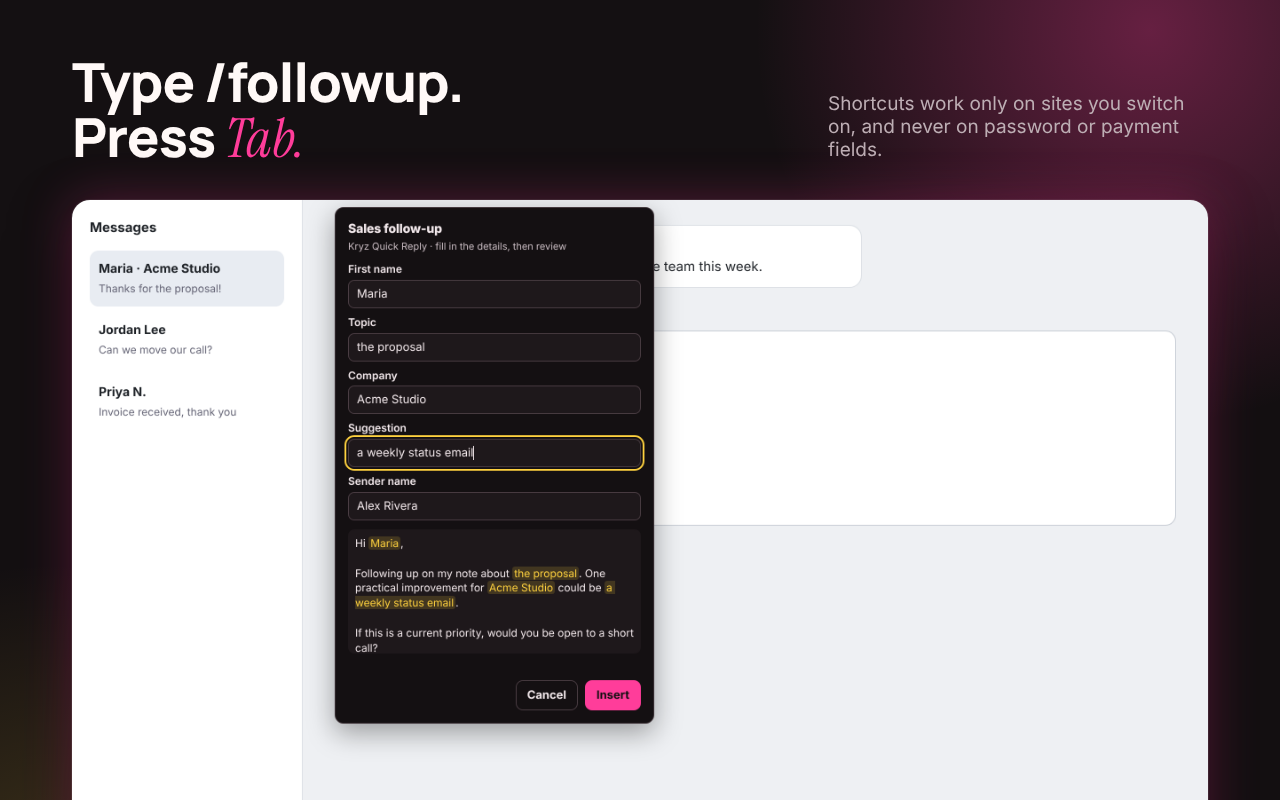 Type /followup.
Press Tab.
Shortcuts work only on sites you switch
on, and never on password or payment
fields.
Messages
Maria · Acme Studio
Thanks for the proposal!
Jordan Lee
Can we move our call?
Priya N.
Invoice received, thank you
Sales follow-up
Kryz Quick Reply · fill in the details, then review
First name
Maria
Topic
the proposal
Company
Acme Studio
Suggestion
a weekly status email
Sender name
Alex Rivera
Hi Maria,
Following up on my note about the proposal. One
practical improvement for Acme Studio could be a
weekly status email.
If this is a current priority, would you be open to a short
call?
Cancel
Insert
team this week.